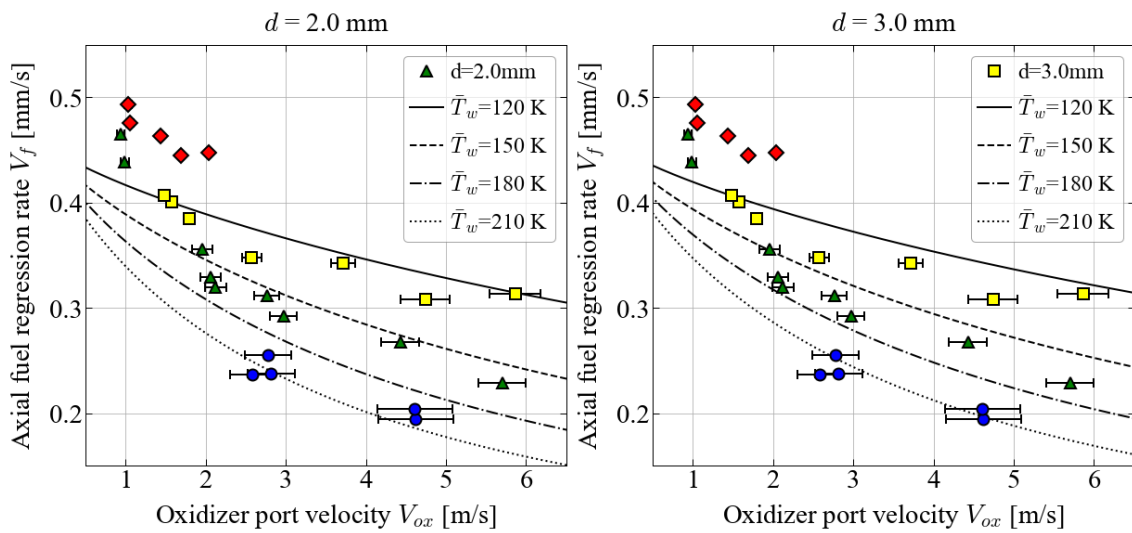 d = 2.0 mm
Axial fuel regression rate V_f [mm/s]
0.5
0.4
0.3
0.2
d=2.0mm
T̄_w=120 K
T̄_w=150 K
T̄_w=180 K
T̄_w=210 K
1 2 3 4 5 6
Oxidizer port velocity V_ox [m/s]
d = 3.0 mm
Axial fuel regression rate V_f [mm/s]
0.5
0.4
0.3
0.2
d=3.0mm
T̄_w=120 K
T̄_w=150 K
T̄_w=180 K
T̄_w=210 K
1 2 3 4 5 6
Oxidizer port velocity V_ox [m/s]